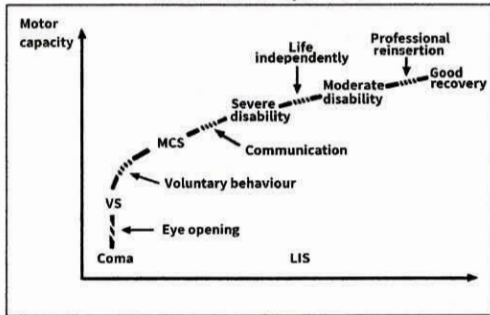 Motor
capacity
Professional
reinsertion
Life
independently
Good
recovery
Moderate
disability
Severe
disability
MCS
Communication
Voluntary behaviour
VS
Eye opening
Coma
LIS